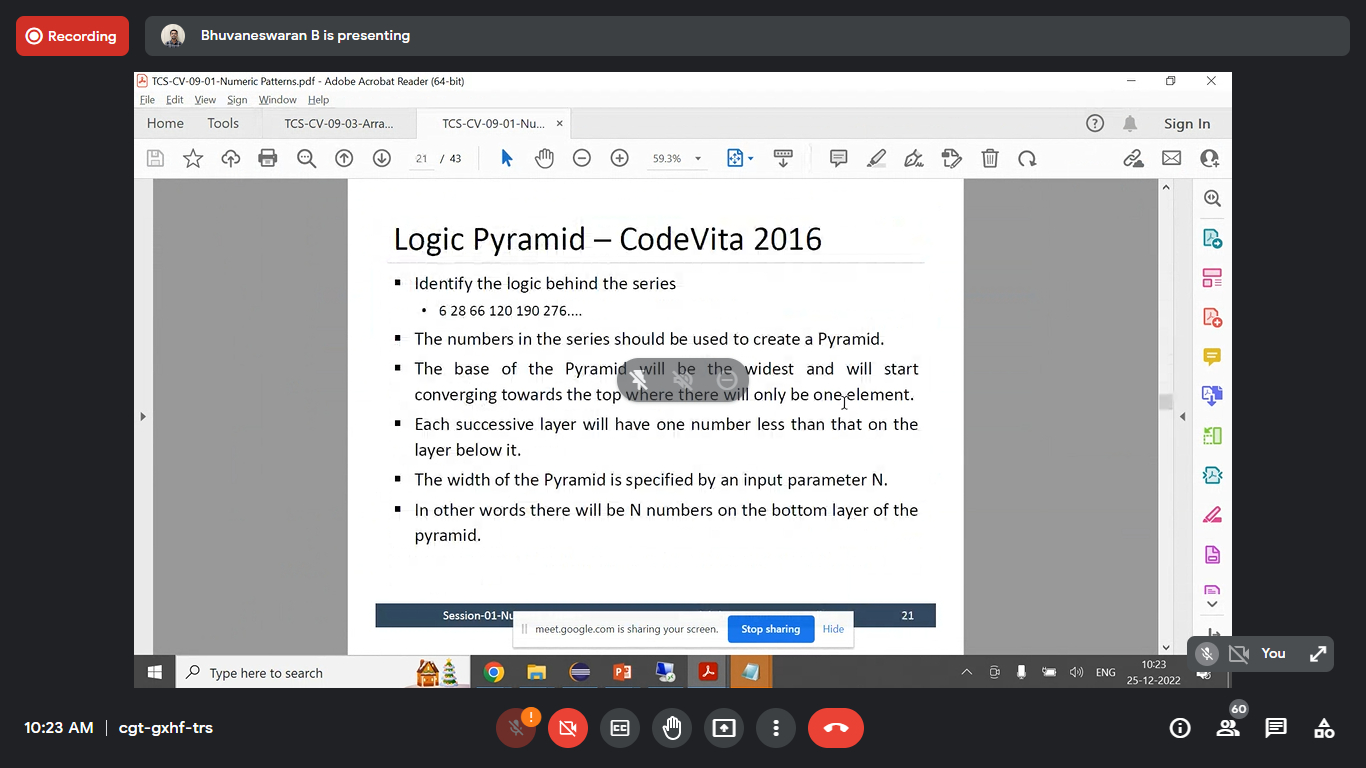 Recording
Bhuvaneswaran B is presenting
TCS-CV-09-01-Numeric Patterns.pdf - Adobe Acrobat Reader (64-bit)
File Edit View Sign Window Help
Home Tools TCS-CV-09-03-Arra... TCS-CV-09-01-Nu... × ? Sign In
21 / 43 59.3%
Logic Pyramid – CodeVita 2016
▪ Identify the logic behind the series
• 6 28 66 120 190 276....
▪ The numbers in the series should be used to create a Pyramid.
▪ The base of the Pyramid will be the widest and will start
converging towards the top where there will only be one element.
▪ Each successive layer will have one number less than that on the
layer below it.
▪ The width of the Pyramid is specified by an input parameter N.
▪ In other words there will be N numbers on the bottom layer of the
pyramid.
Session-01-Nu 21
meet.google.com is sharing your screen. Stop sharing Hide
You
Type here to search ENG 10:23
25-12-2022
10:23 AM | cgt-gxhf-trs
! CC 60